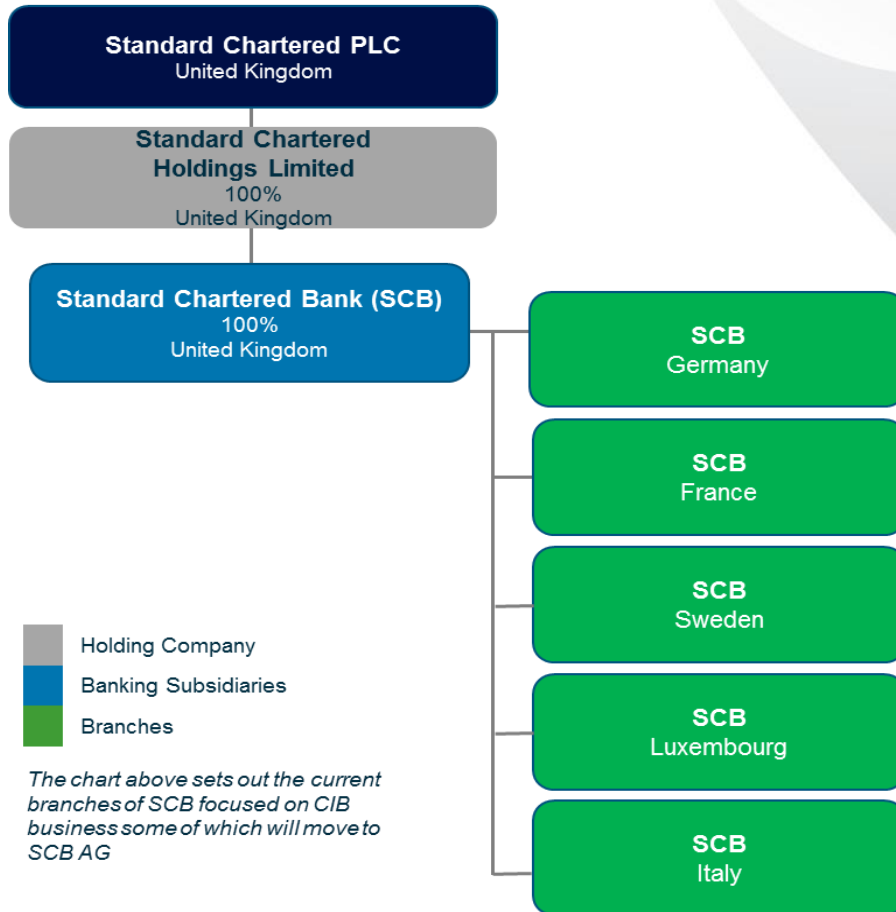 Standard Chartered PLC
United Kingdom
Standard Chartered
Holdings Limited
100%
United Kingdom
Standard Chartered Bank (SCB)
100%
United Kingdom
SCB
Germany
SCB
France
SCB
Sweden
SCB
Luxembourg
SCB
Italy
Holding Company
Banking Subsidiaries
Branches
The chart above sets out the current
branches of SCB focused on CIB
business some of which will move to
SCB AG